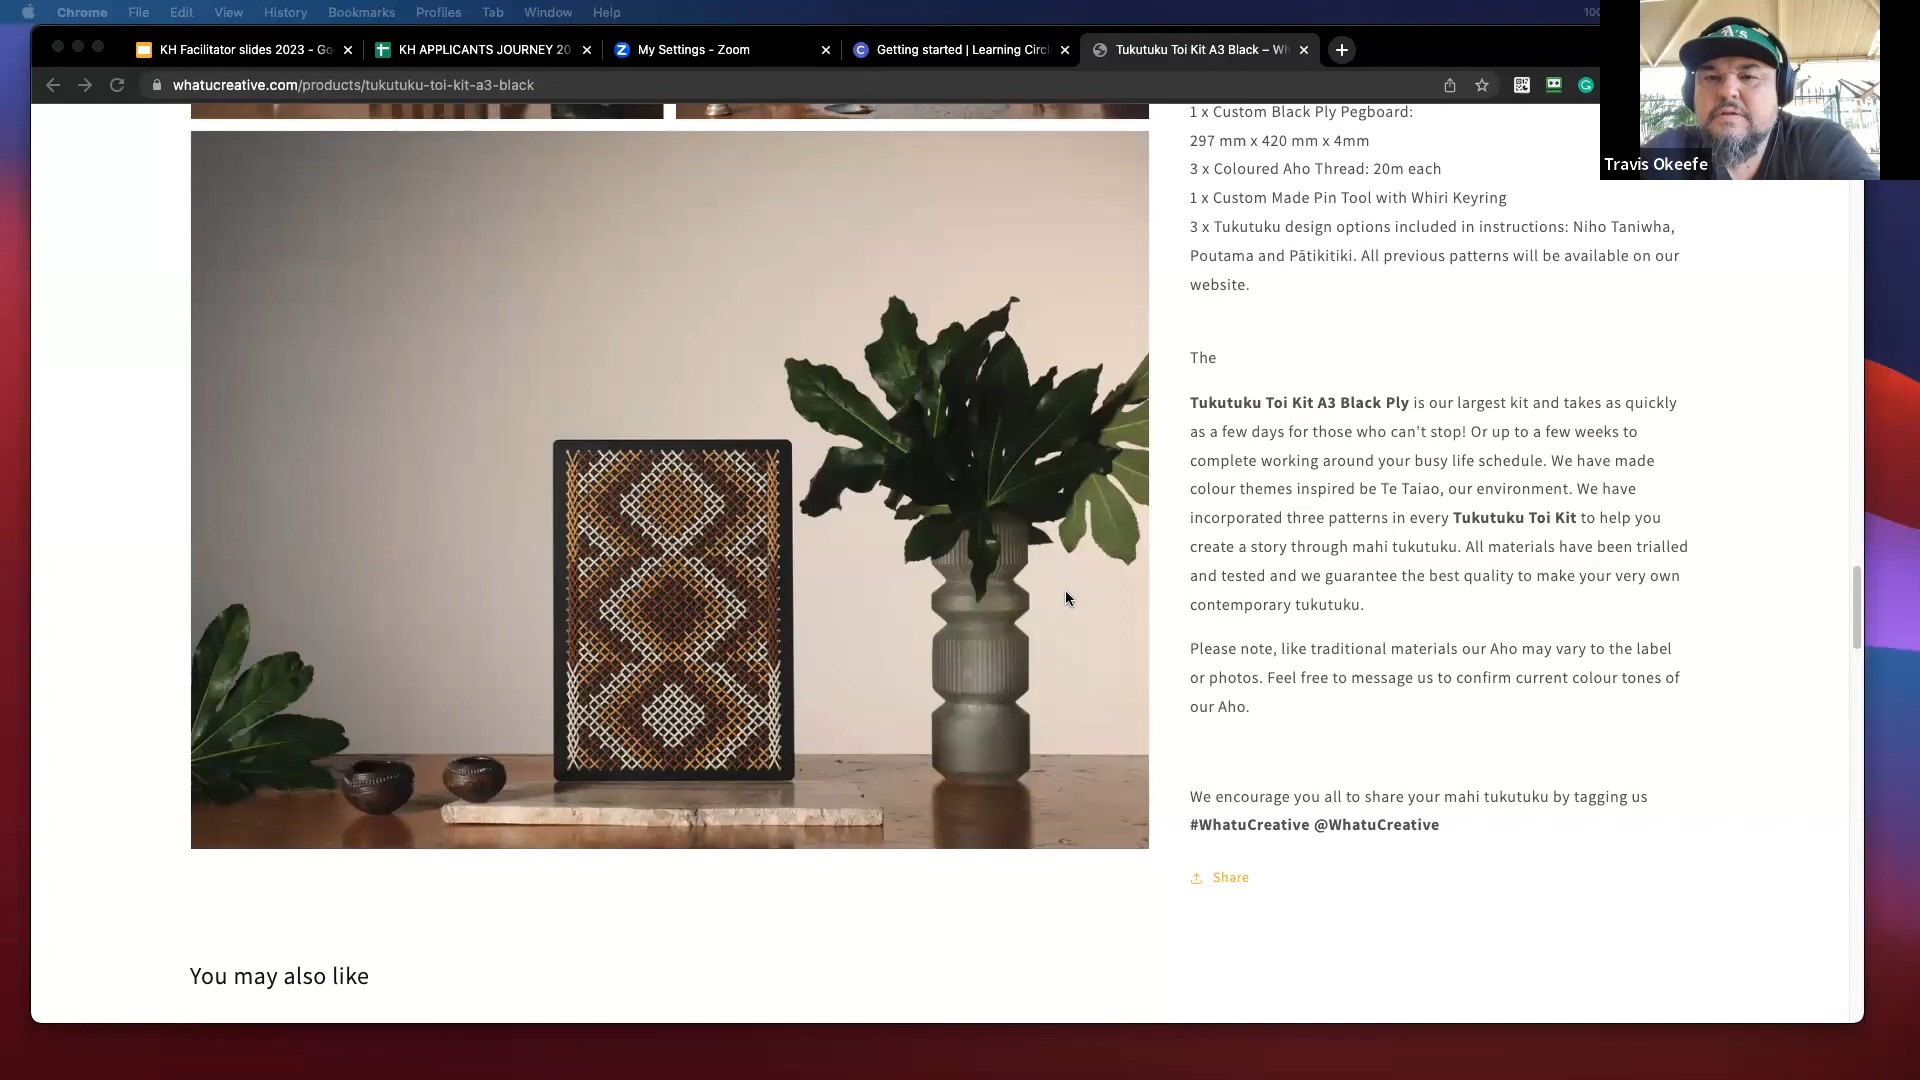 Chrome File Edit View History Bookmarks Profiles Tab Window Help
KH Facilitator slides 2023 - Go
KH APPLICANTS JOURNEY 20
My Settings - Zoom
Getting started | Learning Circl
Tukutuku Toi Kit A3 Black – Wh
whatucreative.com/products/tukutuku-toi-kit-a3-black
A's
Travis Okeefe
1 x Custom Black Ply Pegboard:
297 mm x 420 mm x 4mm
3 x Coloured Aho Thread: 20m each
1 x Custom Made Pin Tool with Whiri Keyring
3 x Tukutuku design options included in instructions: Niho Taniwha,
Poutama and Pātikitiki. All previous patterns will be available on our
website.
The
Tukutuku Toi Kit A3 Black Ply is our largest kit and takes as quickly
as a few days for those who can't stop! Or up to a few weeks to
complete working around your busy life schedule. We have made
colour themes inspired be Te Taiao, our environment. We have
incorporated three patterns in every Tukutuku Toi Kit to help you
create a story through mahi tukutuku. All materials have been trialled
and tested and we guarantee the best quality to make your very own
contemporary tukutuku.
Please note, like traditional materials our Aho may vary to the label
or photos. Feel free to message us to confirm current colour tones of
our Aho.
We encourage you all to share your mahi tukutuku by tagging us
#WhatuCreative @WhatuCreative
Share
You may also like